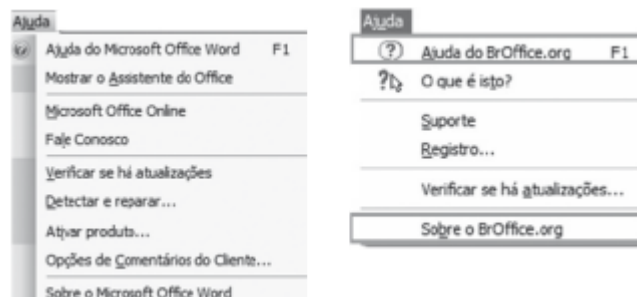 Ajuda
Ajuda do Microsoft Office Word F1
Mostrar o Assistente do Office
Microsoft Office Online
Fale Conosco
Verificar se há atualizações
Detectar e reparar...
Ativar produto...
Opções de Comentários do Cliente...
Sobre o Microsoft Office Word
Ajuda
Ajuda do BrOffice.org F1
O que é isto?
Suporte
Registro...
Verificar se há atualizações...
Sobre o BrOffice.org